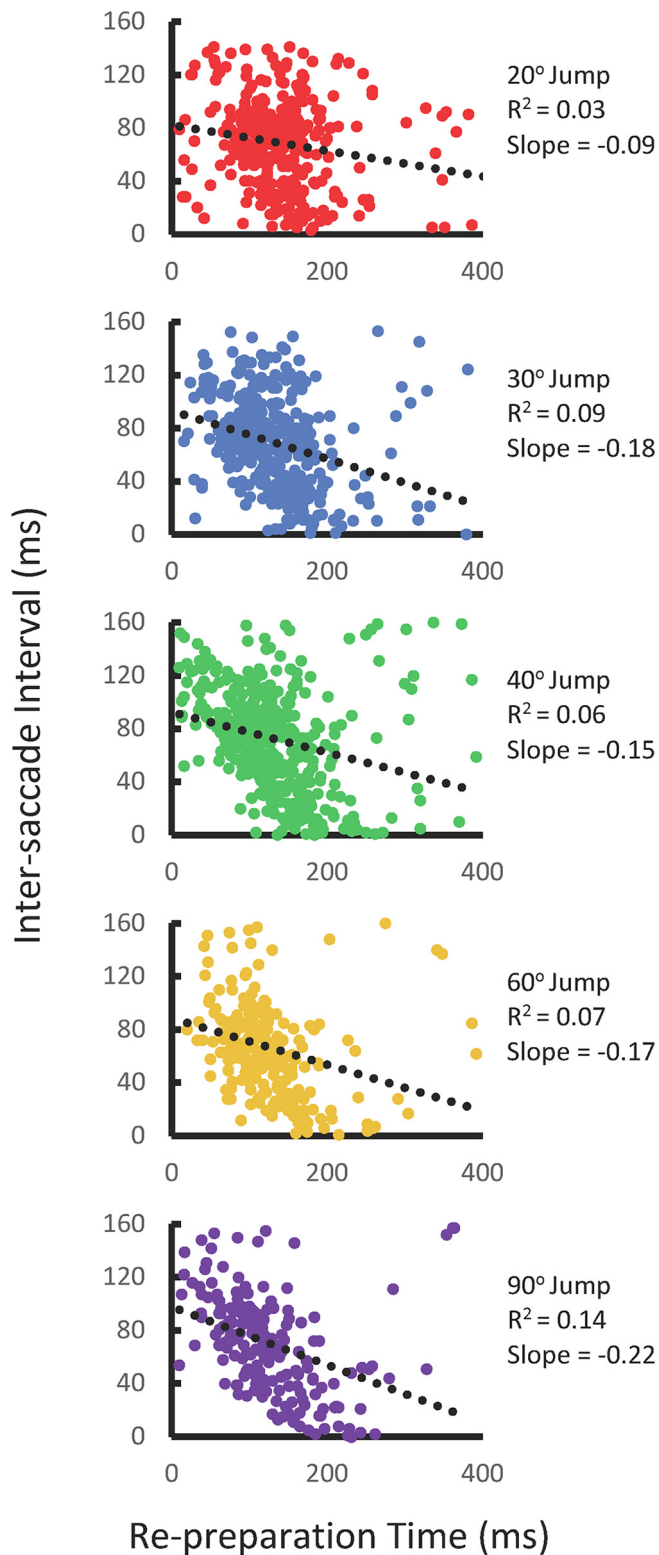 160
120
80
40
0
0 200 400
20° Jump
R² = 0.03
Slope = -0.09
160
120
80
40
0
0 200 400
30° Jump
R² = 0.09
Slope = -0.18
160
120
80
40
0
0 200 400
40° Jump
R² = 0.06
Slope = -0.15
160
120
80
40
0
0 200 400
60° Jump
R² = 0.07
Slope = -0.17
160
120
80
40
0
0 200 400
90° Jump
R² = 0.14
Slope = -0.22
Inter-saccade Interval (ms)
Re-preparation Time (ms)